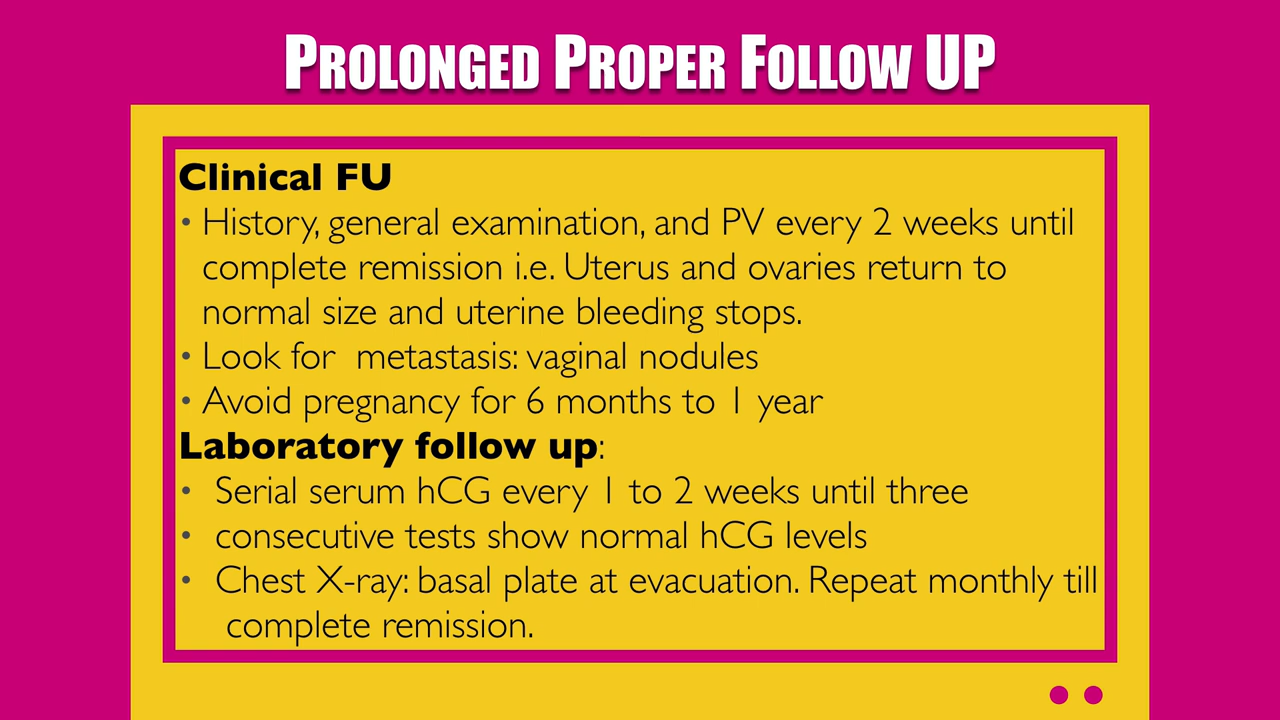 PROLONGED PROPER FOLLOW UP
Clinical FU
• History, general examination, and PV every 2 weeks until
complete remission i.e. Uterus and ovaries return to
normal size and uterine bleeding stops.
• Look for  metastasis: vaginal nodules
• Avoid pregnancy for 6 months to 1 year
Laboratory follow up:
• Serial serum hCG every 1 to 2 weeks until three
• consecutive tests show normal hCG levels
• Chest X-ray: basal plate at evacuation. Repeat monthly till
complete remission.